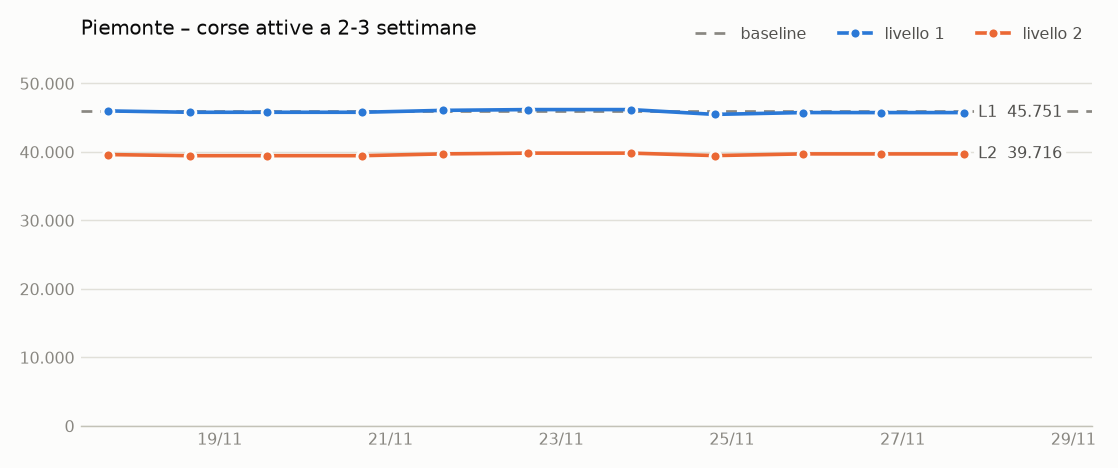 Piemonte – corse attive a 2-3 settimane
baseline
livello 1
livello 2
50.000
40.000
30.000
20.000
10.000
0
L1 45.751
L2 39.716
19/11
21/11
23/11
25/11
27/11
29/11